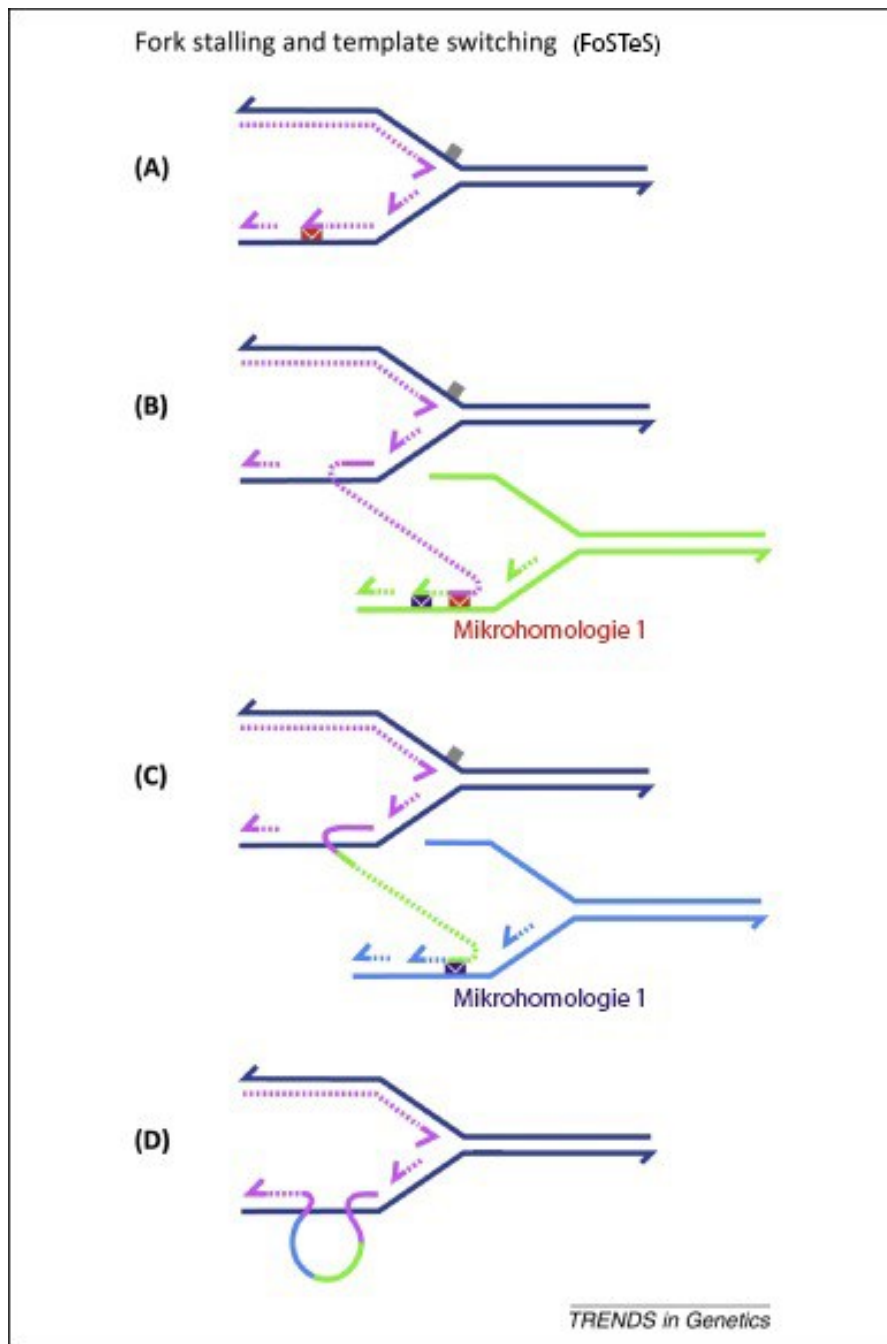 Fork stalling and template switching (FoSTeS)
(A)
(B)
Mikrohomologie 1
(C)
Mikrohomologie 1
(D)
TRENDS in Genetics